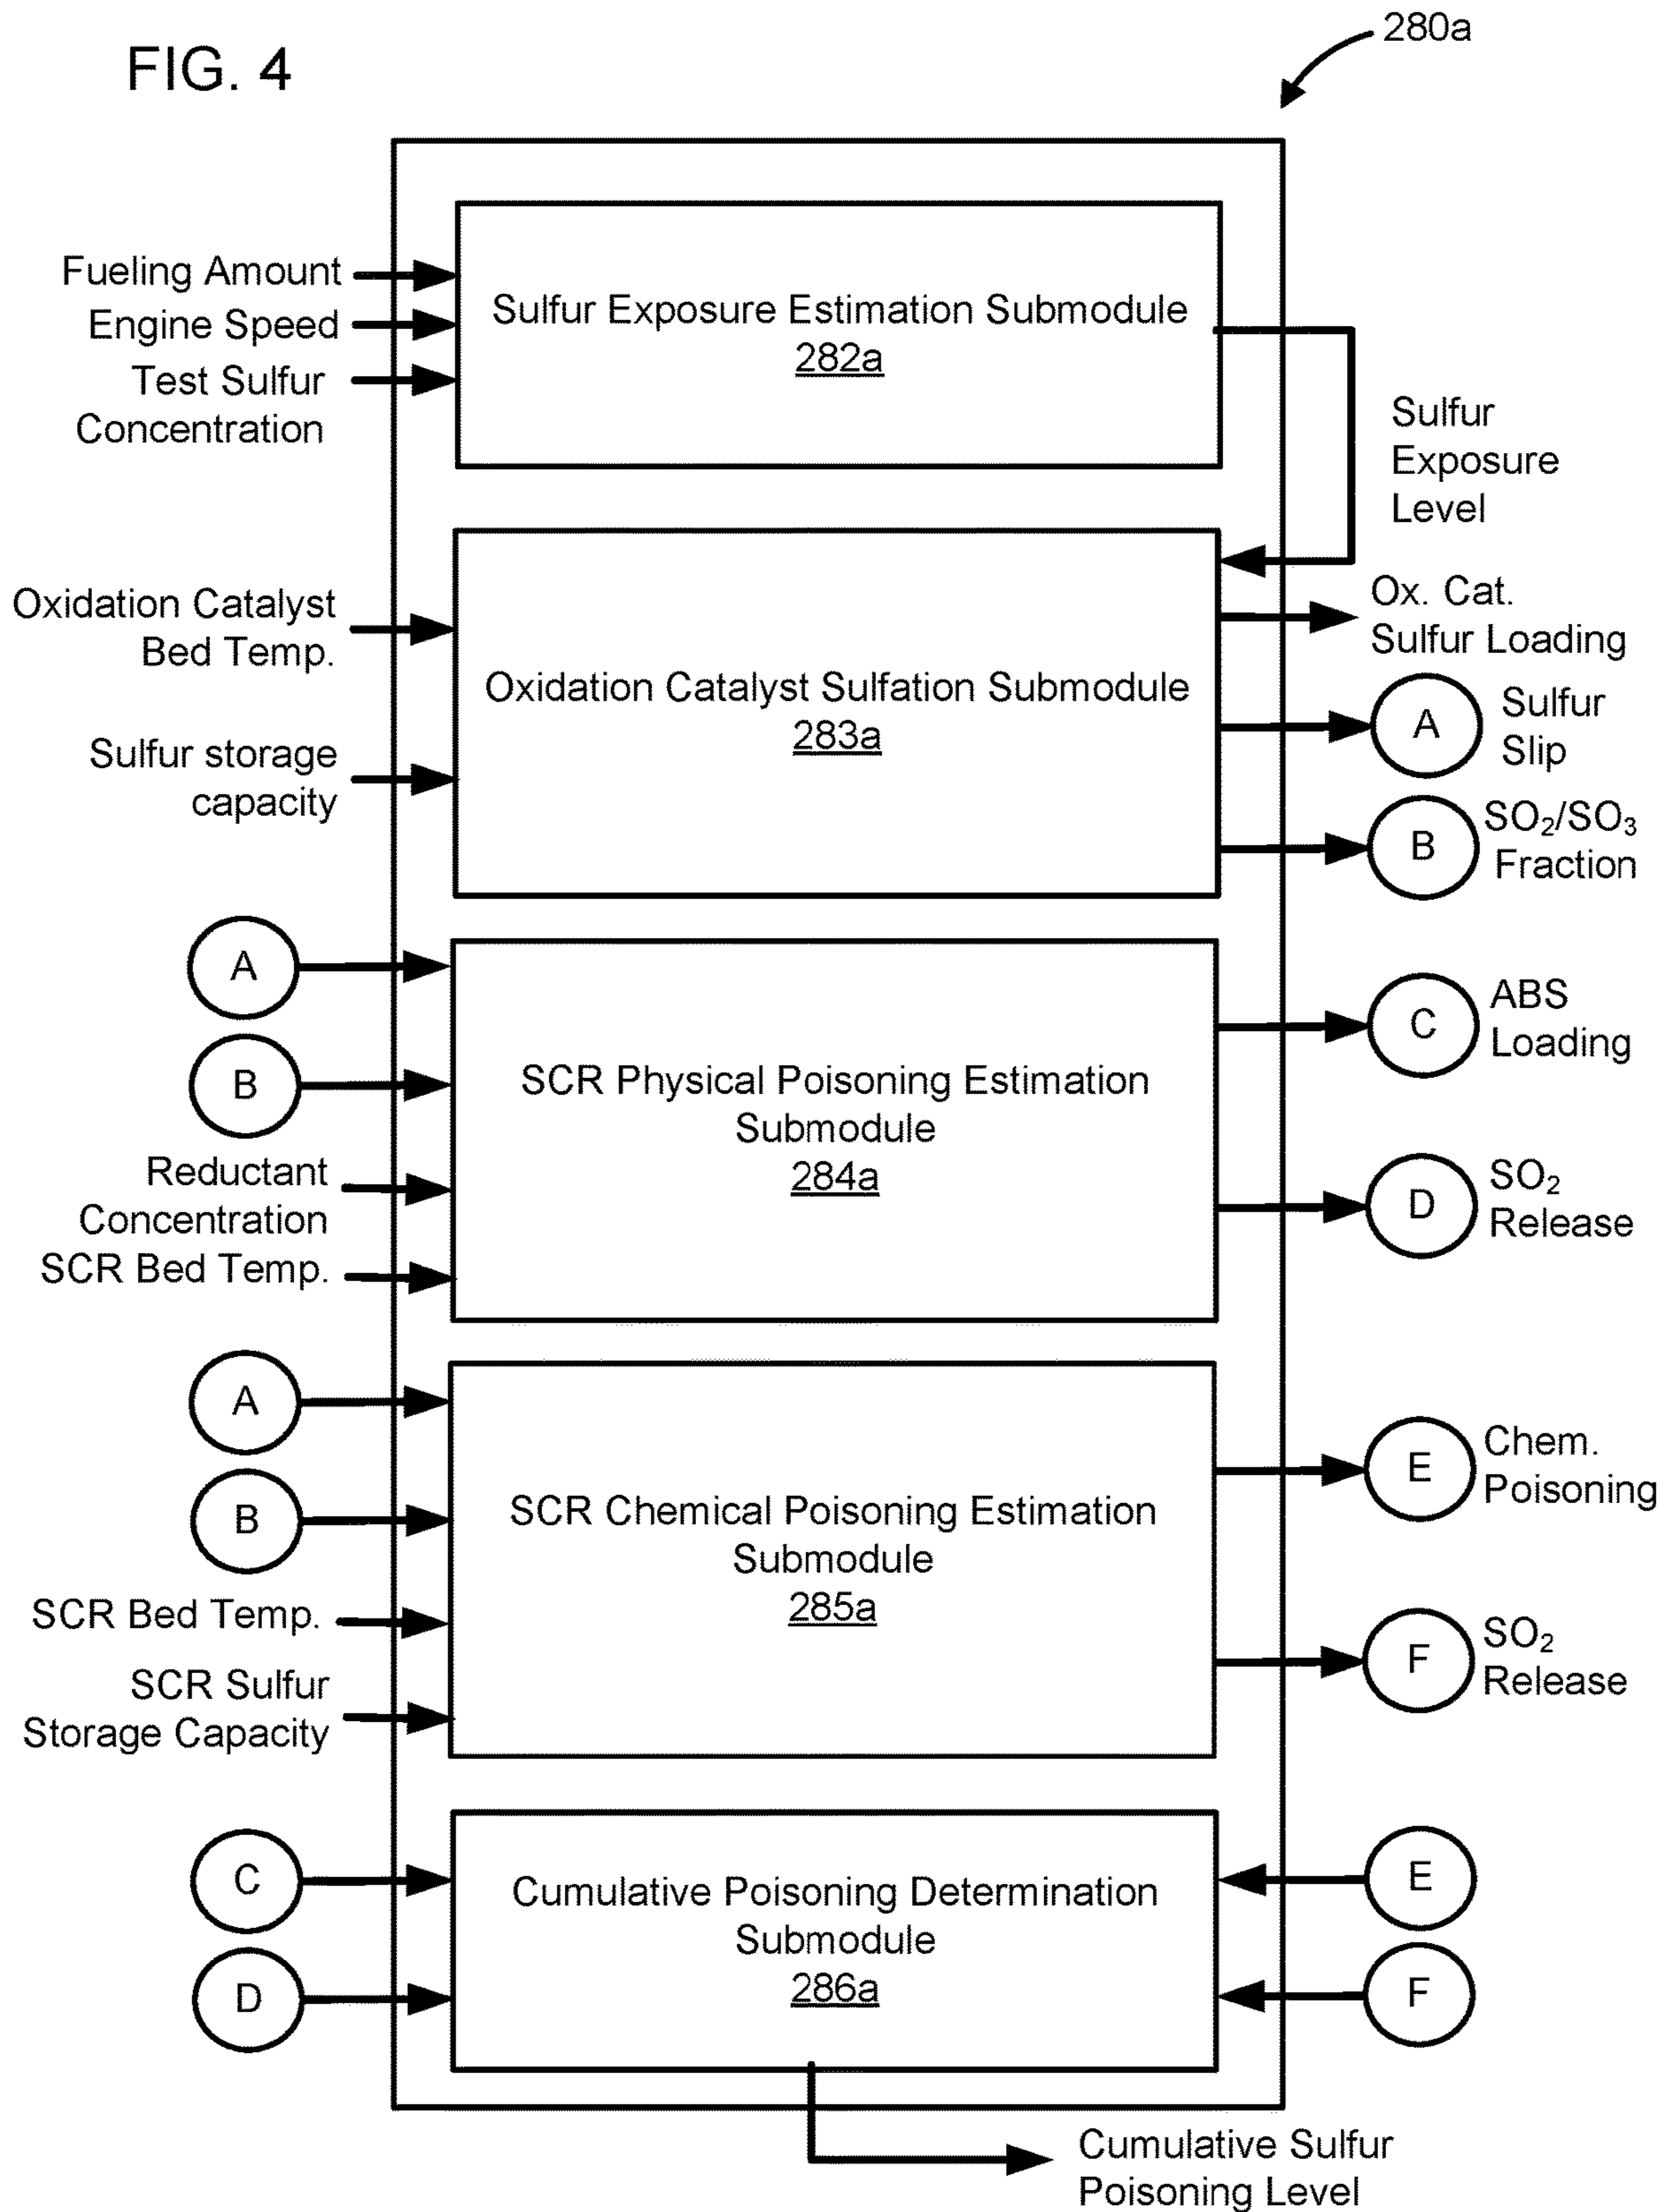 FIG. 4
280a
Fueling Amount
Engine Speed
Test Sulfur
Concentration
Sulfur Exposure Estimation Submodule
282a
Sulfur
Exposure
Level
Oxidation Catalyst
Bed Temp.
Sulfur storage
capacity
Oxidation Catalyst Sulfation Submodule
283a
Ox. Cat.
Sulfur Loading
A
Sulfur
Slip
B
SO₂/SO₃
Fraction
A
B
Reductant
Concentration
SCR Bed Temp.
SCR Physical Poisoning Estimation
Submodule
284a
C
ABS
Loading
D
SO₂
Release
A
B
SCR Bed Temp.
SCR Sulfur
Storage Capacity
SCR Chemical Poisoning Estimation
Submodule
285a
E
Chem.
Poisoning
F
SO₂
Release
C
D
Cumulative Poisoning Determination
Submodule
286a
E
F
Cumulative Sulfur
Poisoning Level